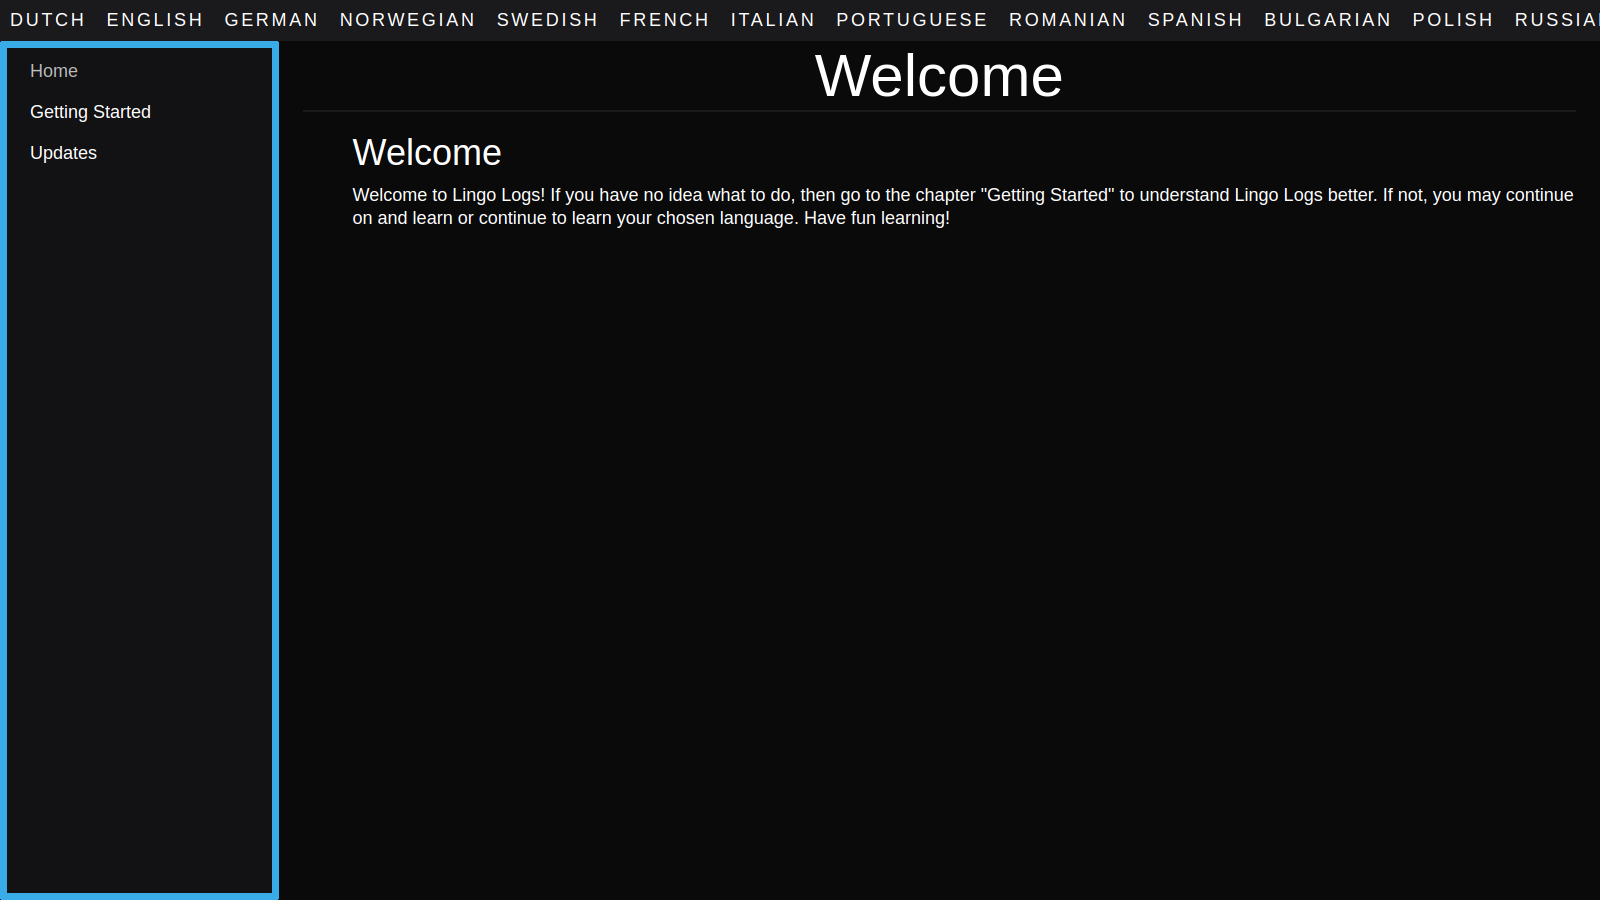 DUTCH ENGLISH GERMAN NORWEGIAN SWEDISH FRENCH ITALIAN PORTUGUESE ROMANIAN SPANISH BULGARIAN POLISH
Home
Getting Started
Updates
Welcome
Welcome
Welcome to Lingo Logs! If you have no idea what to do, then go to the chapter "Getting Started" to understand Lingo Logs better. If not, you may continue
on and learn or continue to learn your chosen language. Have fun learning!